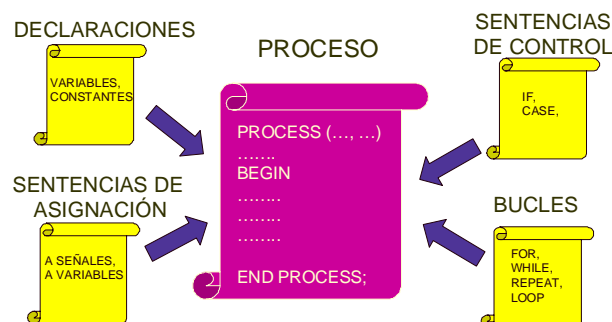 DECLARACIONES
VARIABLES,
CONSTANTES
PROCESO
PROCESS (..., ...)
.......
BEGIN
........
........
........
END PROCESS;
SENTENCIAS
DE CONTROL
IF,
CASE,
SENTENCIAS DE
ASIGNACIÓN
A SEÑALES,
A VARIABLES
BUCLES
FOR,
WHILE,
REPEAT,
LOOP